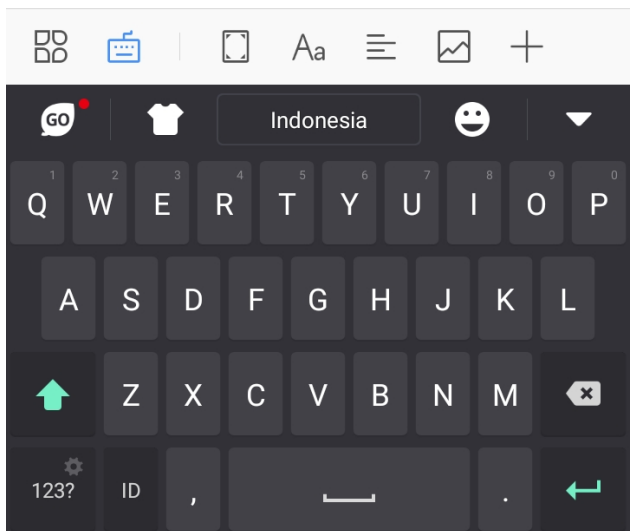 Aa
GO Indonesia
1 2 3 4 5 6 7 8 9 0
Q W E R T Y U I O P
A S D F G H J K L
Z X C V B N M
123? ID , .